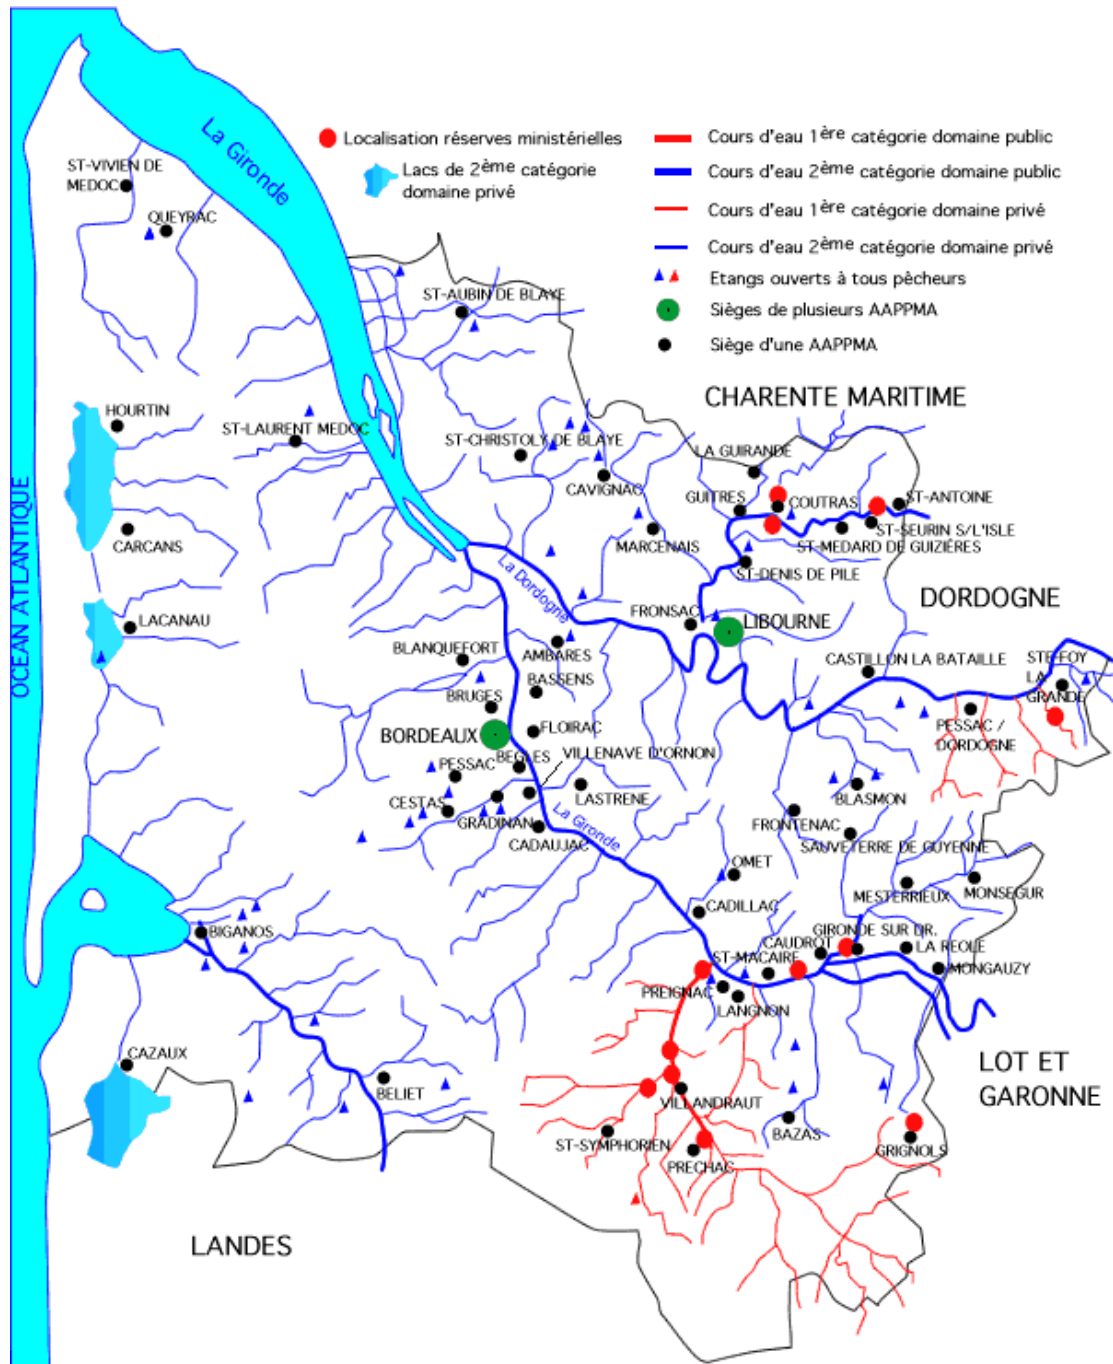 La Gironde
Localisation réserves ministérielles
Lacs de 2ème catégorie
domaine privé
Cours d'eau 1ère catégorie domaine public
Cours d'eau 2ème catégorie domaine public
Cours d'eau 1ère catégorie domaine privé
Cours d'eau 2ème catégorie domaine privé
Etangs ouverts à tous pêcheurs
Sièges de plusieurs AAPPMA
Siège d'une AAPPMA
ST-VIVIEN DE
MEDOC
QUEYRAC
ST-AUBIN DE BLAYE
CHARENTE MARITIME
HOURTIN
ST-LAURENT MEDOC
ST-CHRISTOLY DE BLAYE
LA GUIRANDE
CAVIGNAC
GUITRES
COUTRAS
ST-ANTOINE
OCEAN ATLANTIQUE
CARCANS
MARCENAIS
ST-SEURIN S/L'ISLE
ST-MEDARD DE GUIZIÈRES
La Dordogne
ST-DENIS DE PILE
DORDOGNE
LACANAU
FRONSAC
LIBOURNE
BLANQUEFORT
AMBARES
CASTILLON LA BATAILLE
STE-FOY
LA
GRANDE
BASSENS
BRUGES
PESSAC /
DORDOGNE
BORDEAUX
FLOIRAC
VILLENAVE D'ORNON
BEGLES
PESSAC
CESTAS
LASTRENE
BLASMON
GRADINAN
La Gironde
FRONTENAC
CADAUJAC
SAUVETERRE DE GUYENNE
OMET
MESTERRIEUX
MONSEGUR
CADILLAC
BIGANOS
GIRONDE SUR DR.
CAUDROT
LA REOLE
ST-MACAIRE
MONGAUZY
PREIGNAC
LANGNON
CAZAUX
LOT ET
GARONNE
BELIET
VILLANDRAUT
BAZAS
ST-SYMPHORIEN
GRIGNOLS
PRECHAC
LANDES